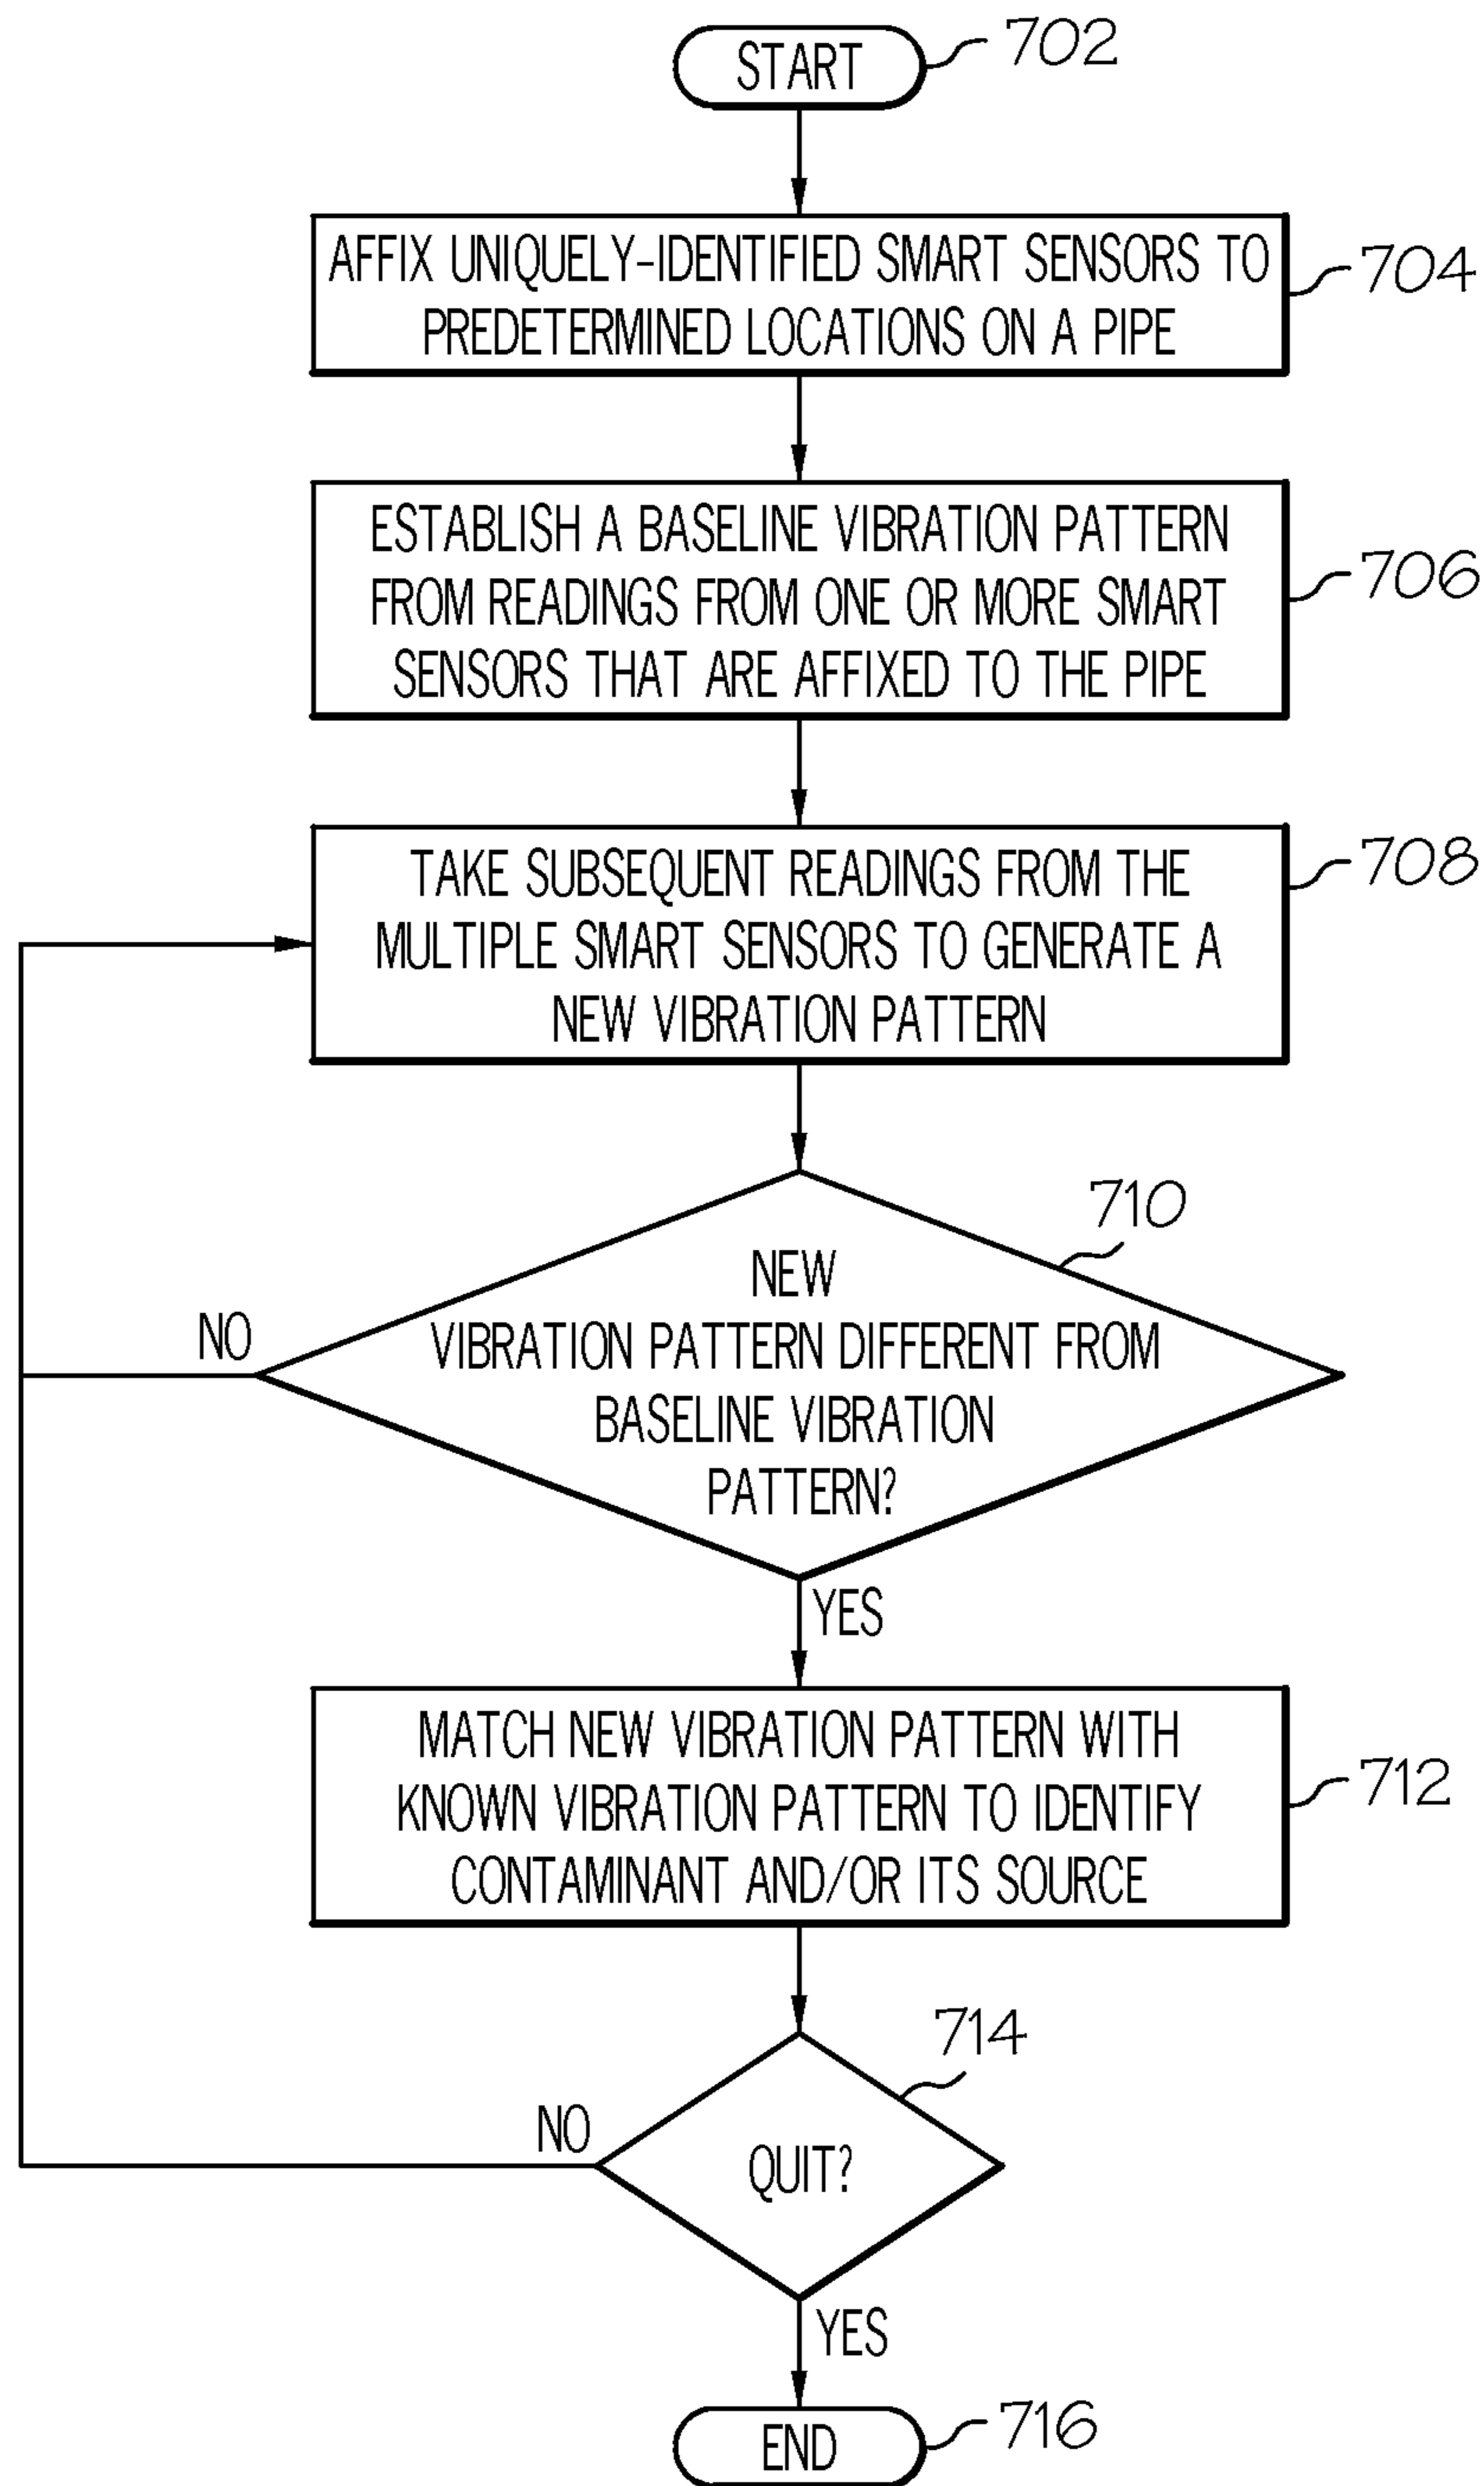 START
702
AFFIX UNIQUELY-IDENTIFIED SMART SENSORS TO
PREDETERMINED LOCATIONS ON A PIPE
704
ESTABLISH A BASELINE VIBRATION PATTERN
FROM READINGS FROM ONE OR MORE SMART
SENSORS THAT ARE AFFIXED TO THE PIPE
706
TAKE SUBSEQUENT READINGS FROM THE
MULTIPLE SMART SENSORS TO GENERATE A
NEW VIBRATION PATTERN
708
710
NEW
VIBRATION PATTERN DIFFERENT FROM
BASELINE VIBRATION
PATTERN?
NO
YES
MATCH NEW VIBRATION PATTERN WITH
KNOWN VIBRATION PATTERN TO IDENTIFY
CONTAMINANT AND/OR ITS SOURCE
712
714
NO
QUIT?
YES
END
716